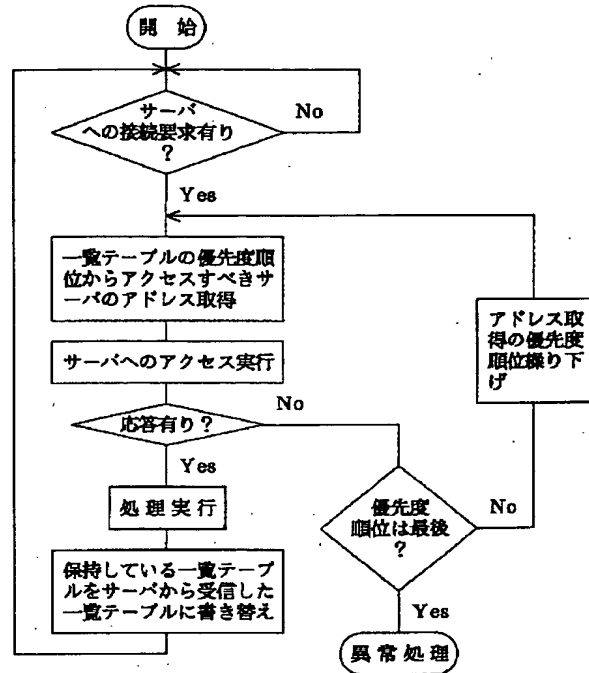 開 始
サーバ
への接続要求有り
?
No
Yes
一覧テーブルの優先度順
位からアクセスすべきサ
ーバのアドレス取得
アドレス取
得の優先度
順位繰り下
げ
サーバへのアクセス実行
応答有り?
No
Yes
処理実行
優先度
順位は最後
?
No
保持している一覧テーブ
ルをサーバから受信した
一覧テーブルに書き替え
Yes
異常処理